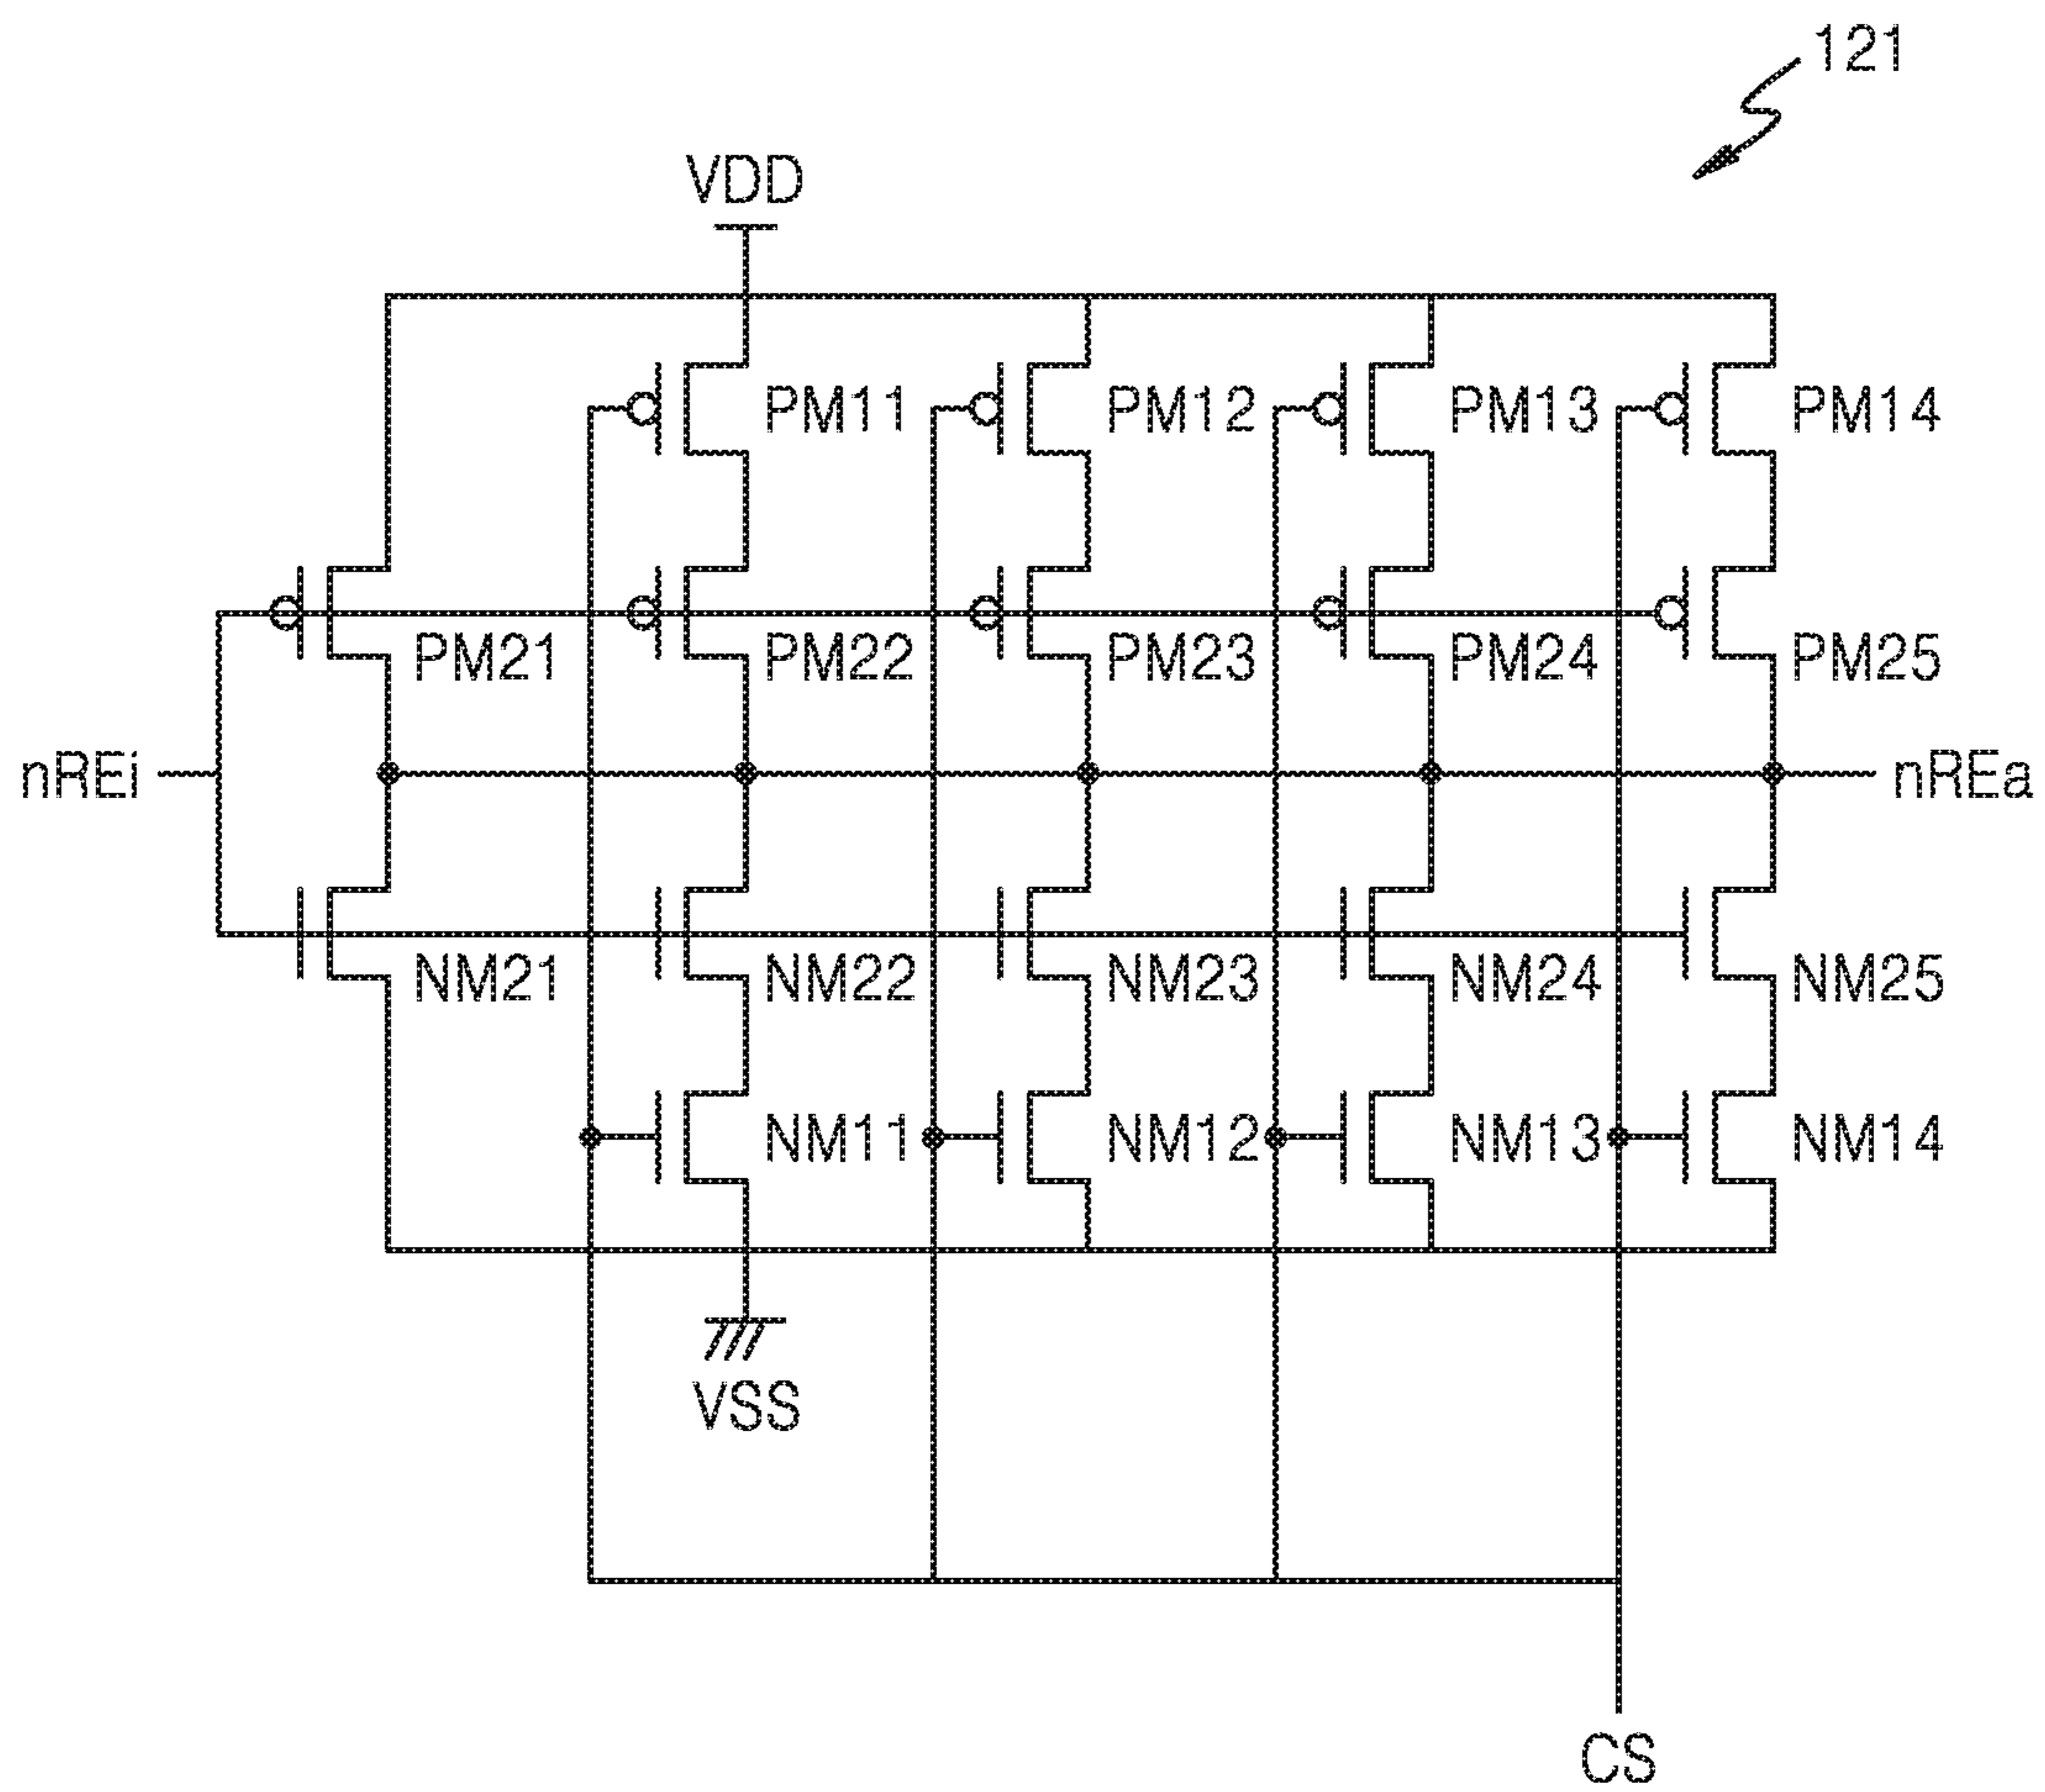 121
VDD
PM11 PM12 PM13 PM14
PM21 PM22 PM23 PM24 PM25
nREi nREa
NM21 NM22 NM23 NM24 NM25
NM11 NM12 NM13 NM14
VSS
CS